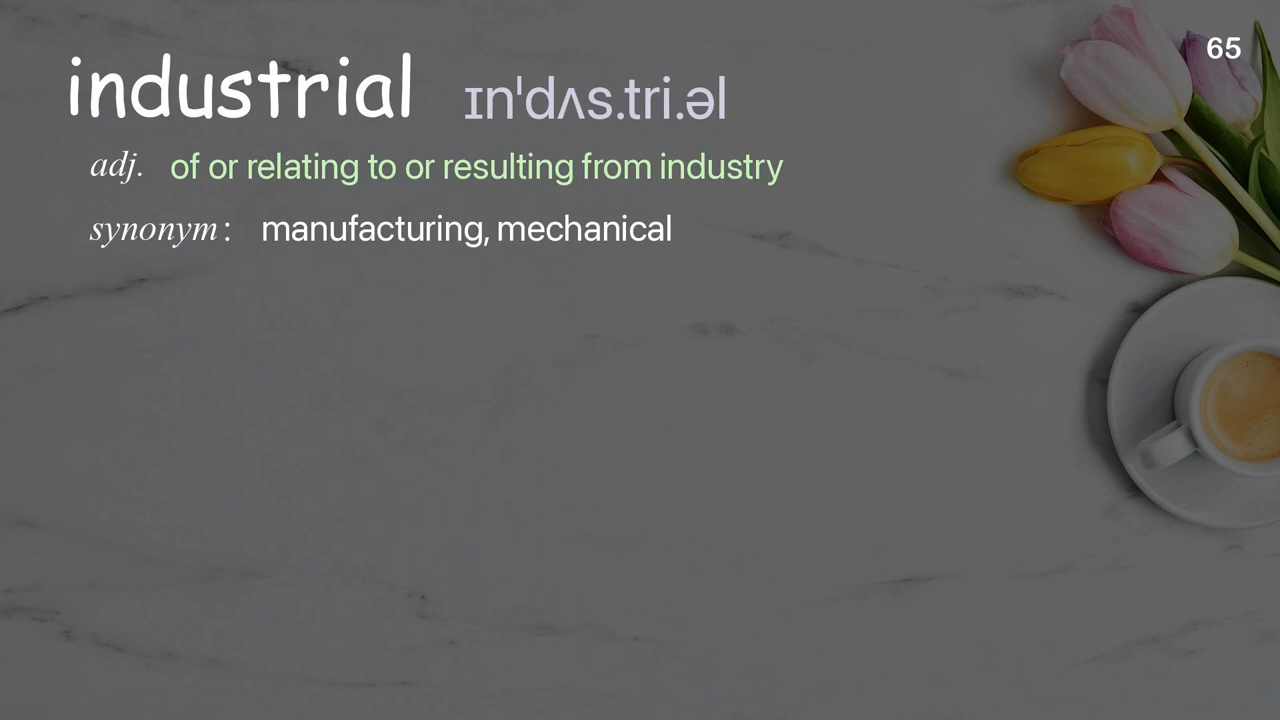 65
industrial ɪnˈdʌs.tri.əl
adj. of or relating to or resulting from industry
synonym: manufacturing, mechanical